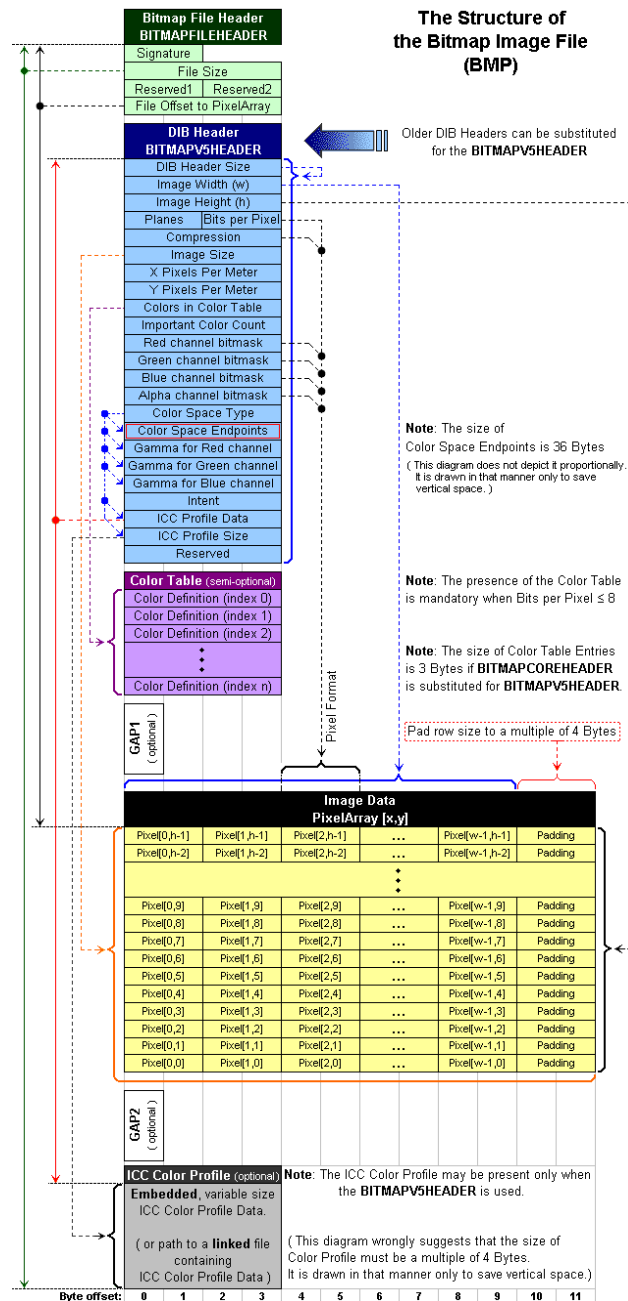 Bitmap File Header
BITMAPFILEHEADER
The Structure of
the Bitmap Image File
(BMP)
Signature
File Size
Reserved1 Reserved2
File Offset to PixelArray
DIB Header
BITMAPV5HEADER
Older DIB Headers can be substituted
for the BITMAPV5HEADER
DIB Header Size
Image Width (w)
Image Height (h)
Planes Bits per Pixel
Compression
Image Size
X Pixels Per Meter
Y Pixels Per Meter
Colors in Color Table
Important Color Count
Red channel bitmask
Green channel bitmask
Blue channel bitmask
Alpha channel bitmask
Color Space Type
Color Space Endpoints
Gamma for Red channel
Gamma for Green channel
Gamma for Blue channel
Intent
ICC Profile Data
ICC Profile Size
Reserved
Note: The size of
Color Space Endpoints is 36 Bytes
( This diagram does not depict it proportionally.
It is drawn in that manner only to save
vertical space. )
Color Table (semi-optional)
Color Definition (index 0)
Color Definition (index 1)
Color Definition (index 2)
Color Definition (index n)
Note: The presence of the Color Table
is mandatory when Bits per Pixel ≤ 8
Note: The size of Color Table Entries
is 3 Bytes if BITMAPCOREHEADER
is substituted for BITMAPV5HEADER.
GAP1
( optional )
Pixel Format
Pad row size to a multiple of 4 Bytes
Image Data
PixelArray [x,y]
Pixel[0,h-1] Pixel[1,h-1] Pixel[2,h-1] ... Pixel[w-1,h-1] Padding
Pixel[0,h-2] Pixel[1,h-2] Pixel[2,h-2] ... Pixel[w-1,h-2] Padding
Pixel[0,9] Pixel[1,9] Pixel[2,9] ... Pixel[w-1,9] Padding
Pixel[0,8] Pixel[1,8] Pixel[2,8] ... Pixel[w-1,8] Padding
Pixel[0,7] Pixel[1,7] Pixel[2,7] ... Pixel[w-1,7] Padding
Pixel[0,6] Pixel[1,6] Pixel[2,6] ... Pixel[w-1,6] Padding
Pixel[0,5] Pixel[1,5] Pixel[2,5] ... Pixel[w-1,5] Padding
Pixel[0,4] Pixel[1,4] Pixel[2,4] ... Pixel[w-1,4] Padding
Pixel[0,3] Pixel[1,3] Pixel[2,3] ... Pixel[w-1,3] Padding
Pixel[0,2] Pixel[1,2] Pixel[2,2] ... Pixel[w-1,2] Padding
Pixel[0,1] Pixel[1,1] Pixel[2,1] ... Pixel[w-1,1] Padding
Pixel[0,0] Pixel[1,0] Pixel[2,0] ... Pixel[w-1,0] Padding
GAP2
( optional )
ICC Color Profile (optional)
Embedded, variable size
ICC Color Profile Data.
( or path to a linked file
containing
ICC Color Profile Data )
Note: The ICC Color Profile may be present only when
the BITMAPV5HEADER is used.
( This diagram wrongly suggests that the size of
Color Profile must be a multiple of 4 Bytes.
It is drawn in that manner only to save vertical space.)
Byte offset: 0 1 2 3 4 5 6 7 8 9 10 11